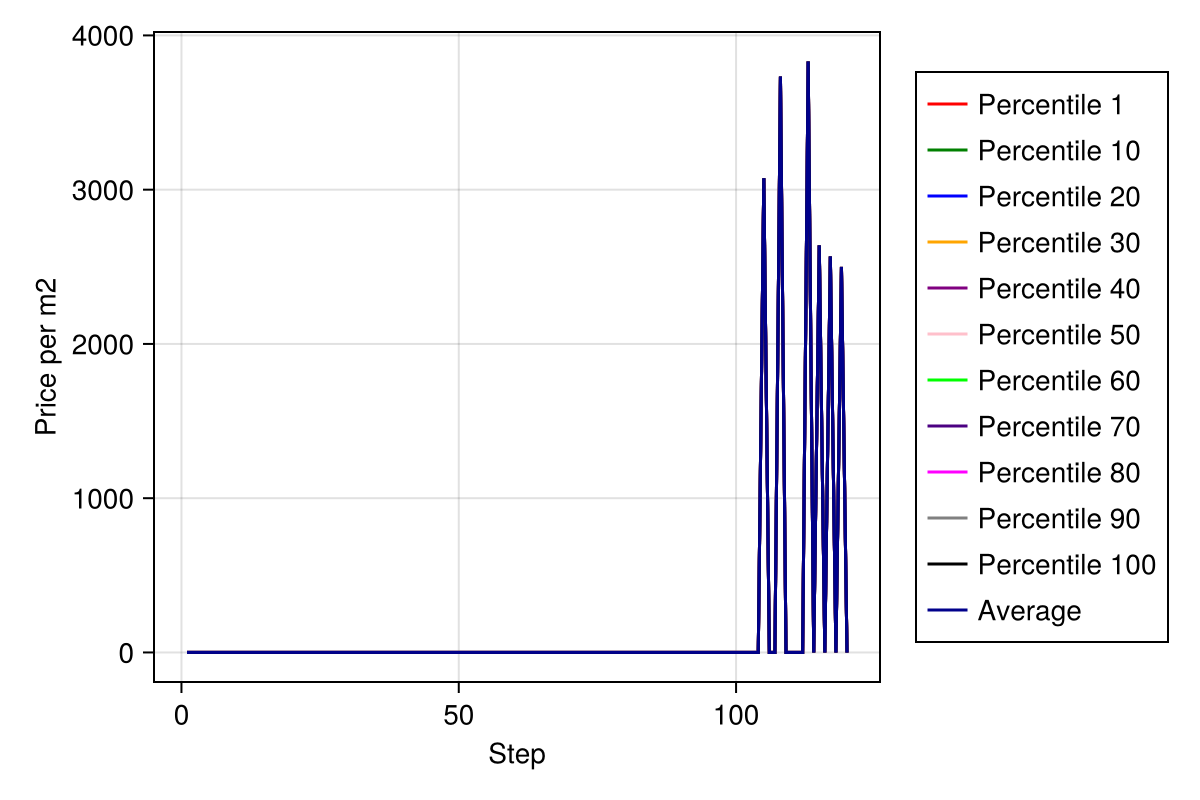 4000
3000
2000
1000
0
Price per m2
0 50 100
Step
Percentile 1
Percentile 10
Percentile 20
Percentile 30
Percentile 40
Percentile 50
Percentile 60
Percentile 70
Percentile 80
Percentile 90
Percentile 100
Average